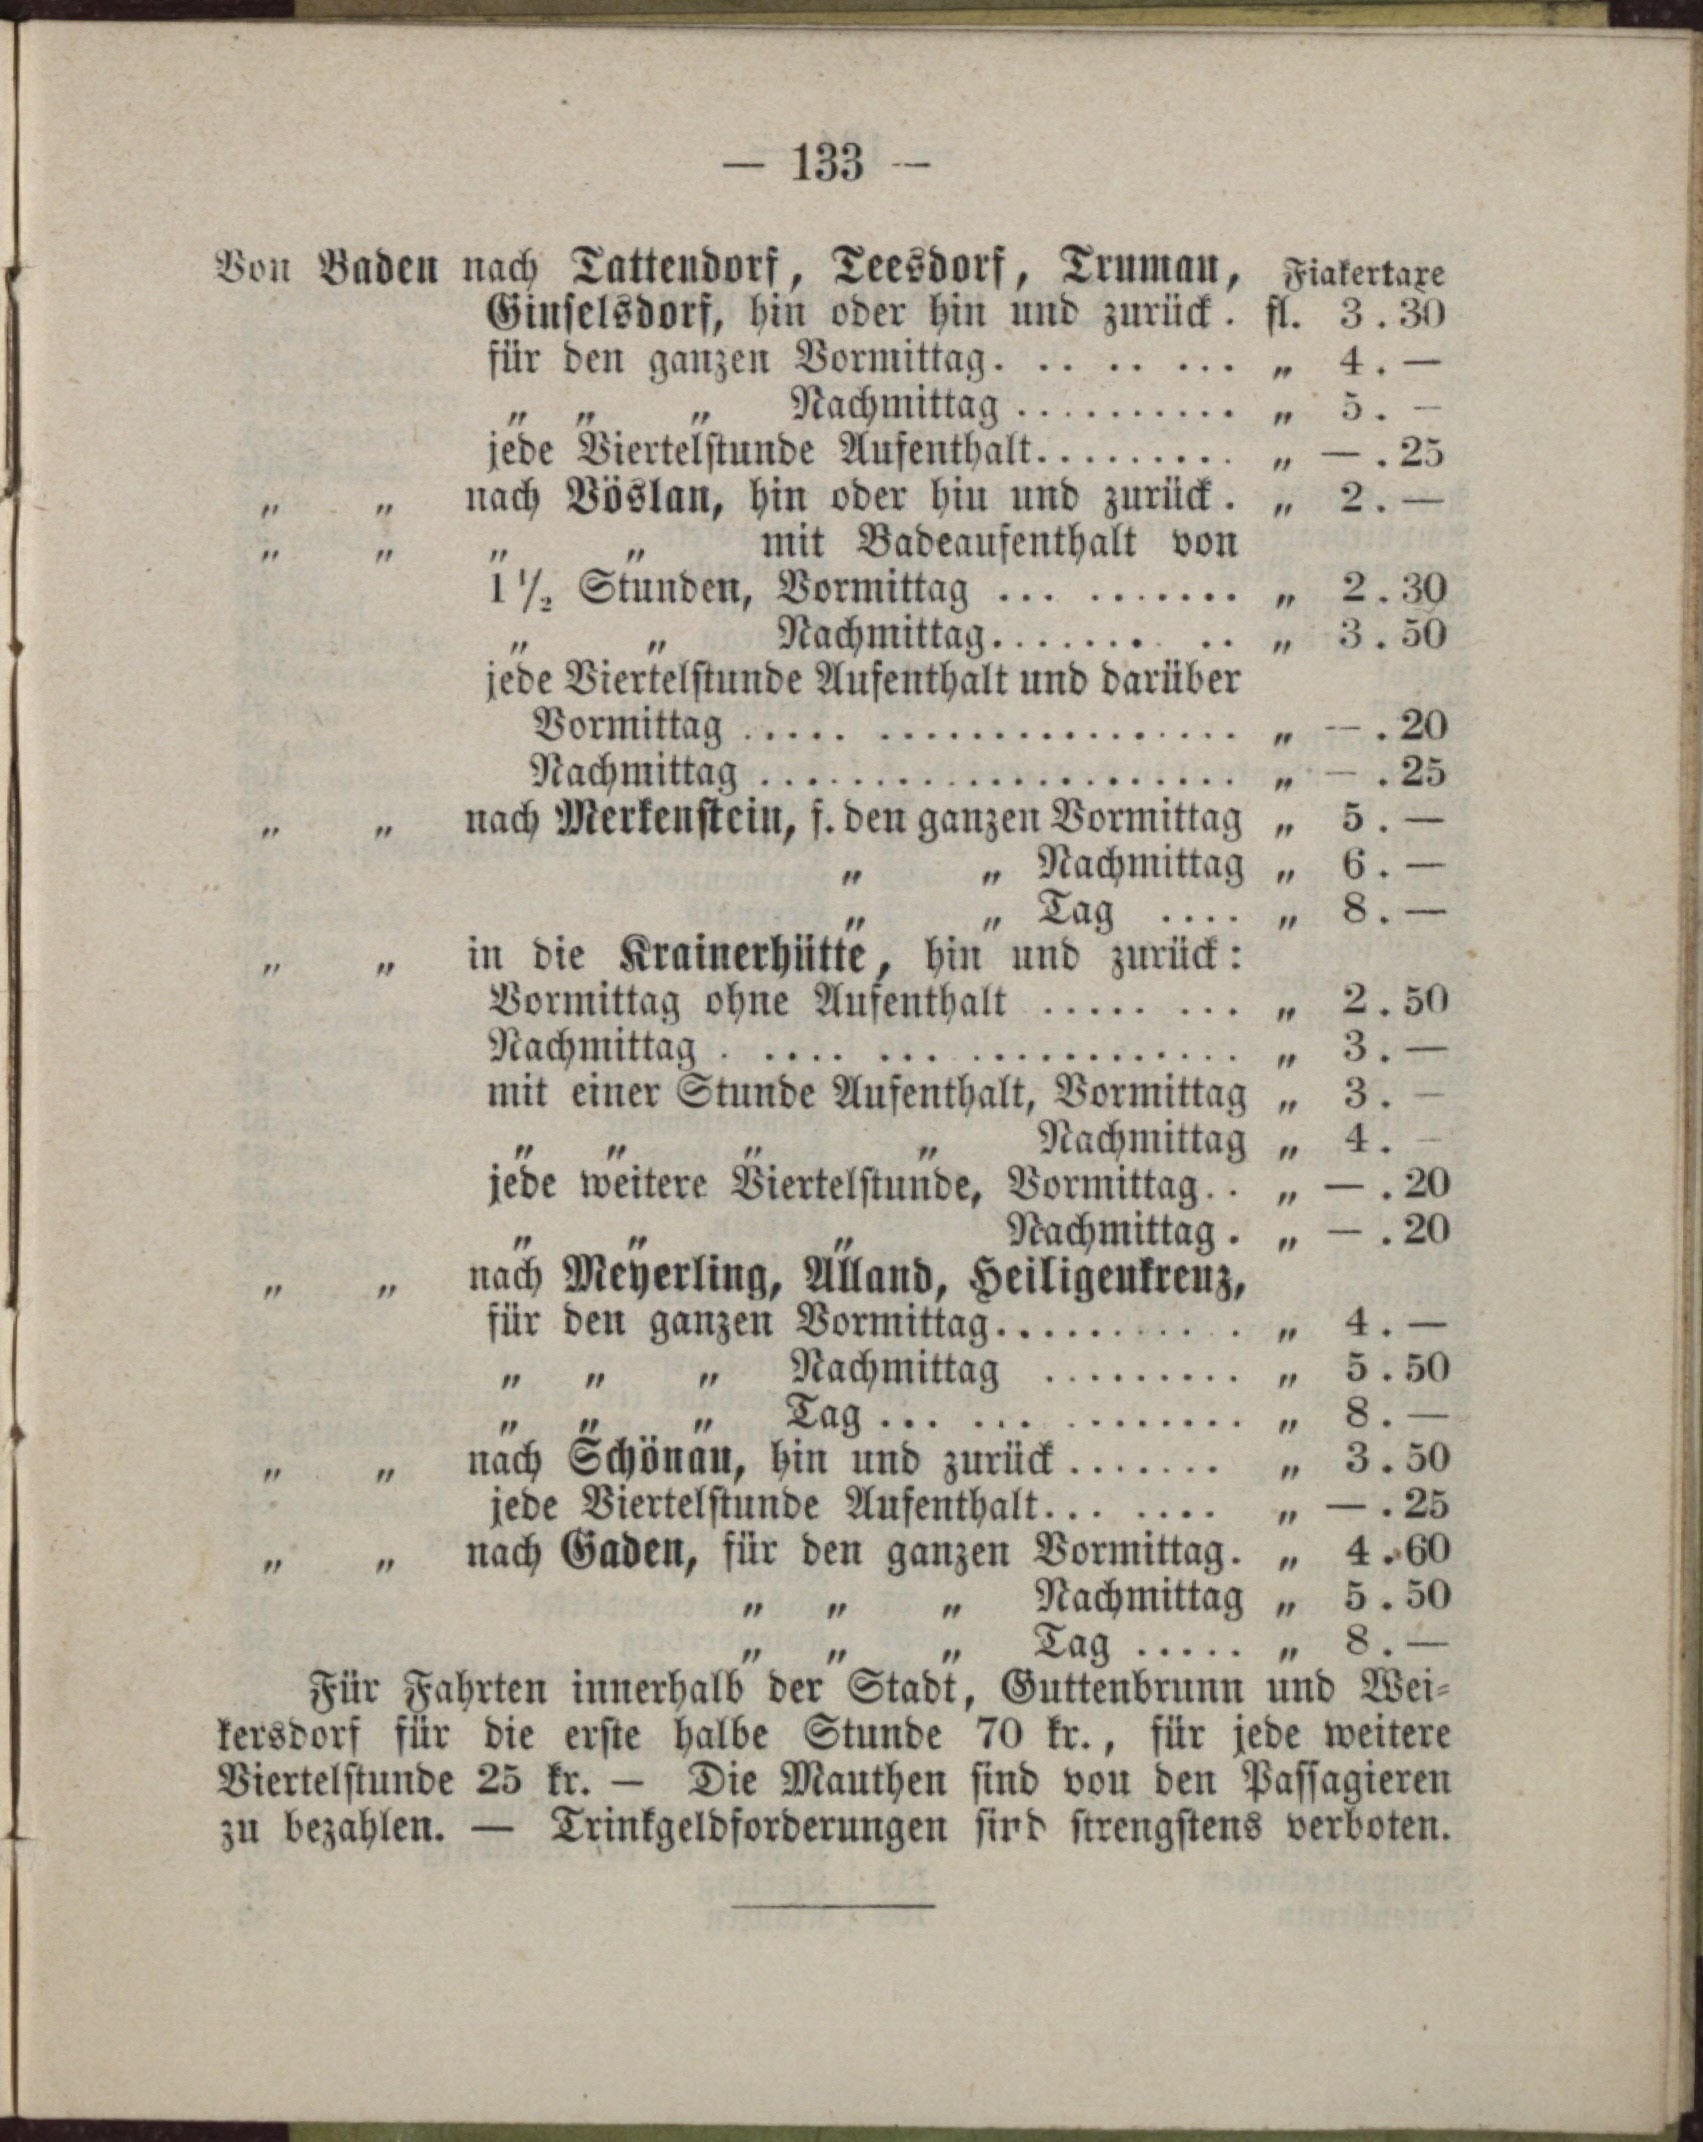 — 133 —
Von Baden nach Tattendorf, Teesdorf, Truman, Fiakertaxe
Ginselsdorf, hin oder hin und zurück. fl. 3.30
für den ganzen Vormittag. . . . . . . . . „ 4.—
„ „ „ Nachmittag . . . . . . . . . . „ 5.—
jede Viertelstunde Aufenthalt. . . . . . . . . „ —.25
„ „ nach Vöslau, hin oder hin und zurück. „ 2.—
„ „ „ „ mit Badeaufenthalt von
1 1/2 Stunden, Vormittag . . . . . . . . . . „ 2.30
„ „ Nachmittag. . . . . . . . . „ 3.50
jede Viertelstunde Aufenthalt und darüber
Vormittag . . . . . . . . . . . . . . . . . . . . . „ —.20
Nachmittag . . . . . . . . . . . . . . . . . . . . . „ —.25
„ „ nach Merkenstein, f. den ganzen Vormittag „ 5.—
„ „ Nachmittag „ 6.—
„ „ Tag . . . . „ 8.—
„ „ in die Krainerhütte, hin und zurück:
Vormittag ohne Aufenthalt . . . . . . . . „ 2.50
Nachmittag . . . . . . . . . . . . . . . . . . . . „ 3.—
mit einer Stunde Aufenthalt, Vormittag „ 3.—
„ „ „ „ Nachmittag „ 4.—
jede weitere Viertelstunde, Vormittag. . „ —.20
„ „ „ Nachmittag . „ —.20
„ „ nach Meyerling, Alland, Heiligenkreuz,
für den ganzen Vormittag. . . . . . . . . . . „ 4.—
„ „ „ Nachmittag . . . . . . . . . „ 5.50
„ „ „ Tag . . . . . . . . . . . . . . „ 8.—
„ „ nach Schönau, hin und zurück . . . . . . . „ 3.50
jede Viertelstunde Aufenthalt. . . . . . . „ —.25
„ „ nach Gaden, für den ganzen Vormittag. „ 4.60
„ „ „ Nachmittag „ 5.50
„ „ „ Tag . . . . . „ 8.—
Für Fahrten innerhalb der Stadt, Guttenbrunn und Wei-
kersdorf für die erste halbe Stunde 70 kr., für jede weitere
Viertelstunde 25 kr. — Die Mauthen sind von den Passagieren
zu bezahlen. — Trinkgeldforderungen sind strengstens verboten.